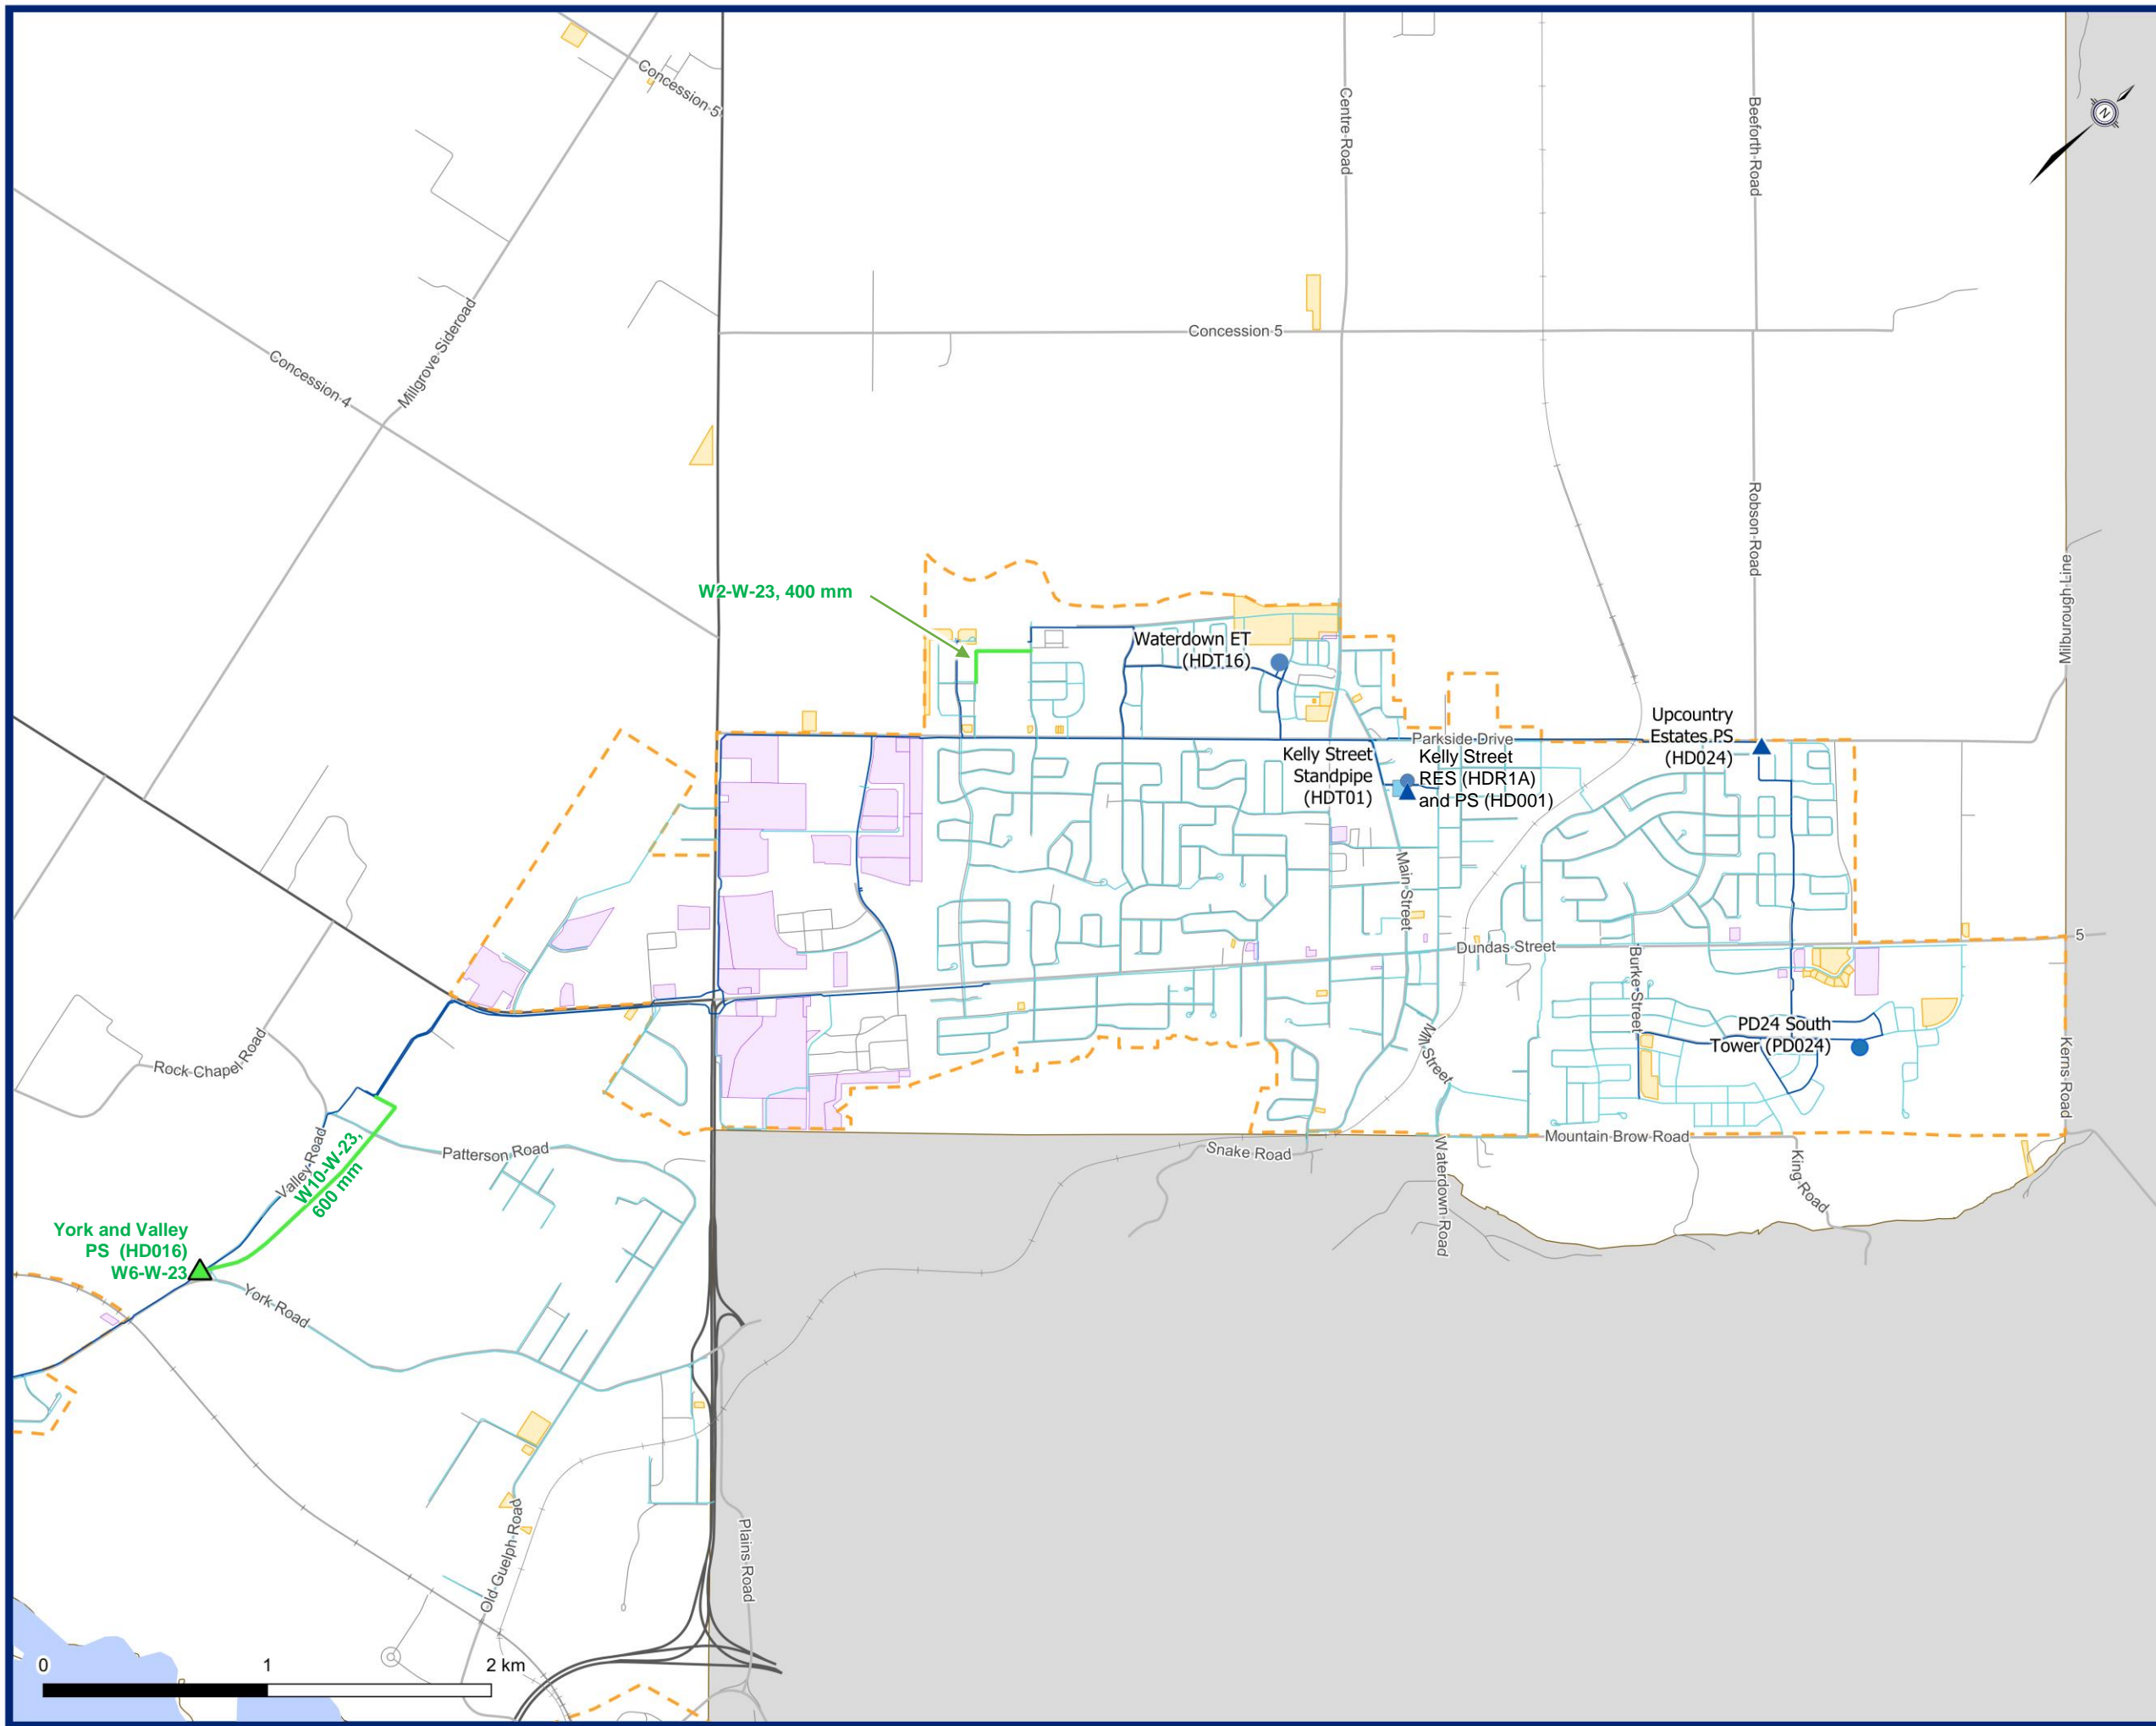 Concession 5
Centre Road
Beeforth Road
N
Millgrove Sideroad
Concession 5
Concession 4
Robson Road
Milburough Line
W2-W-23, 400 mm
Waterdown ET
(HDT16)
Upcountry
Estates PS
(HD024)
Parkside Drive
Kelly Street
Standpipe
(HDT01)
Kelly Street
RES (HDR1A)
and PS (HD001)
Main Street
Dundas Street
5
Burke Street
Rock Chapel Road
Mill Street
PD24 South
Tower (PD024)
Kerns Road
Valley Road
W10-W-23,
600 mm
Patterson Road
Snake Road
Waterdown Road
Mountain Brow Road
King Road
York and Valley
PS (HD016)
W6-W-23
York Road
Old Guelph Road
Plains Road
0 1 2 km